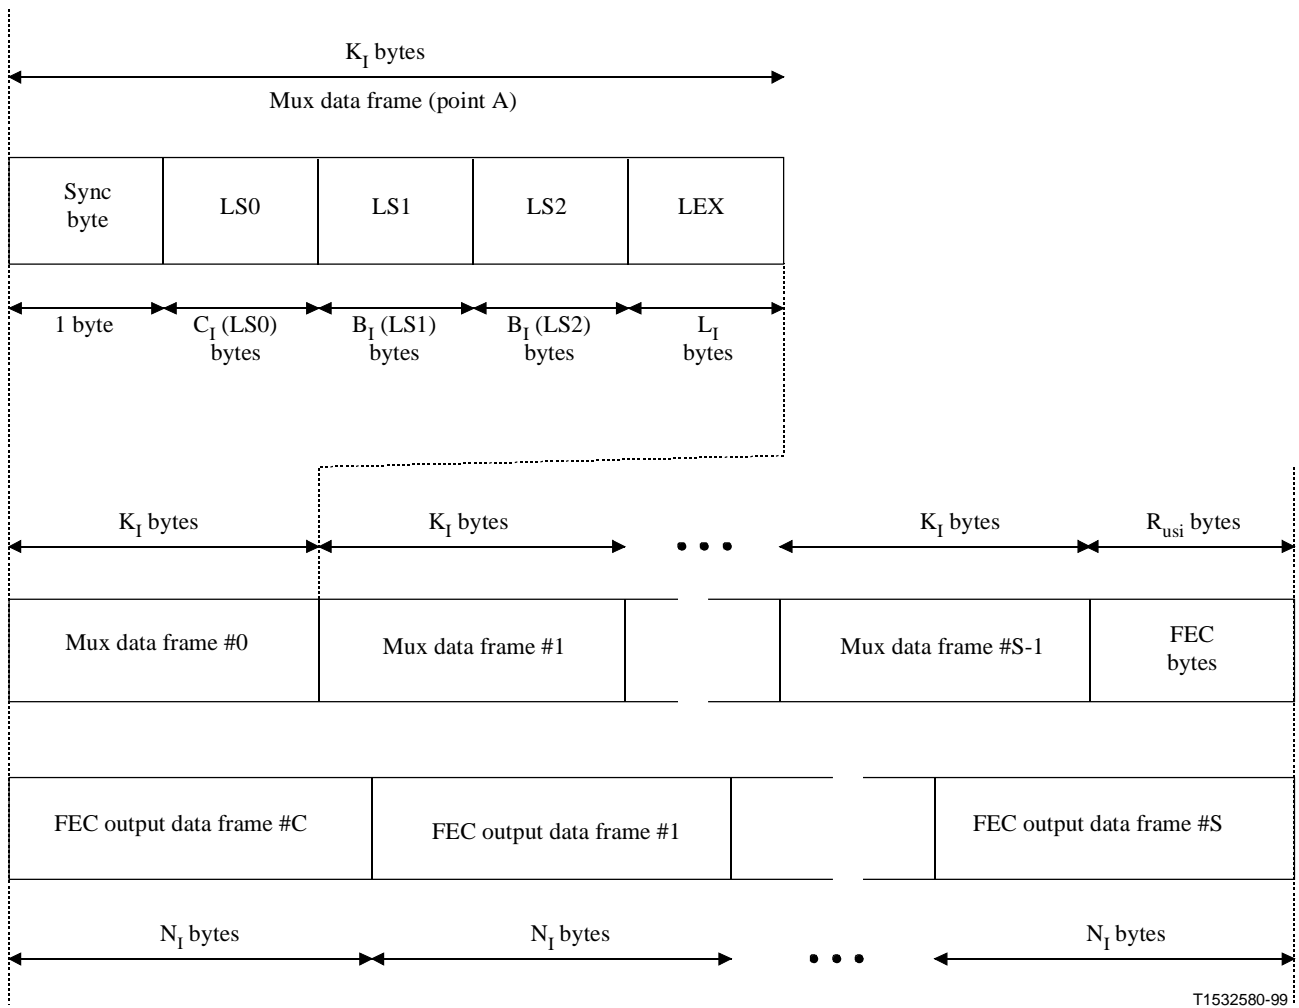 K_I bytes
Mux data frame (point A)
Sync
byte
LS0
LS1
LS2
LEX
1 byte
C_I (LS0)
bytes
B_I (LS1)
bytes
B_I (LS2)
bytes
L_I
bytes
K_I bytes
K_I bytes
• • •
K_I bytes
R_usi bytes
Mux data frame #0
Mux data frame #1
Mux data frame #S-1
FEC
bytes
FEC output data frame #C
FEC output data frame #1
FEC output data frame #S
N_I bytes
N_I bytes
• • •
N_I bytes
T1532580-99